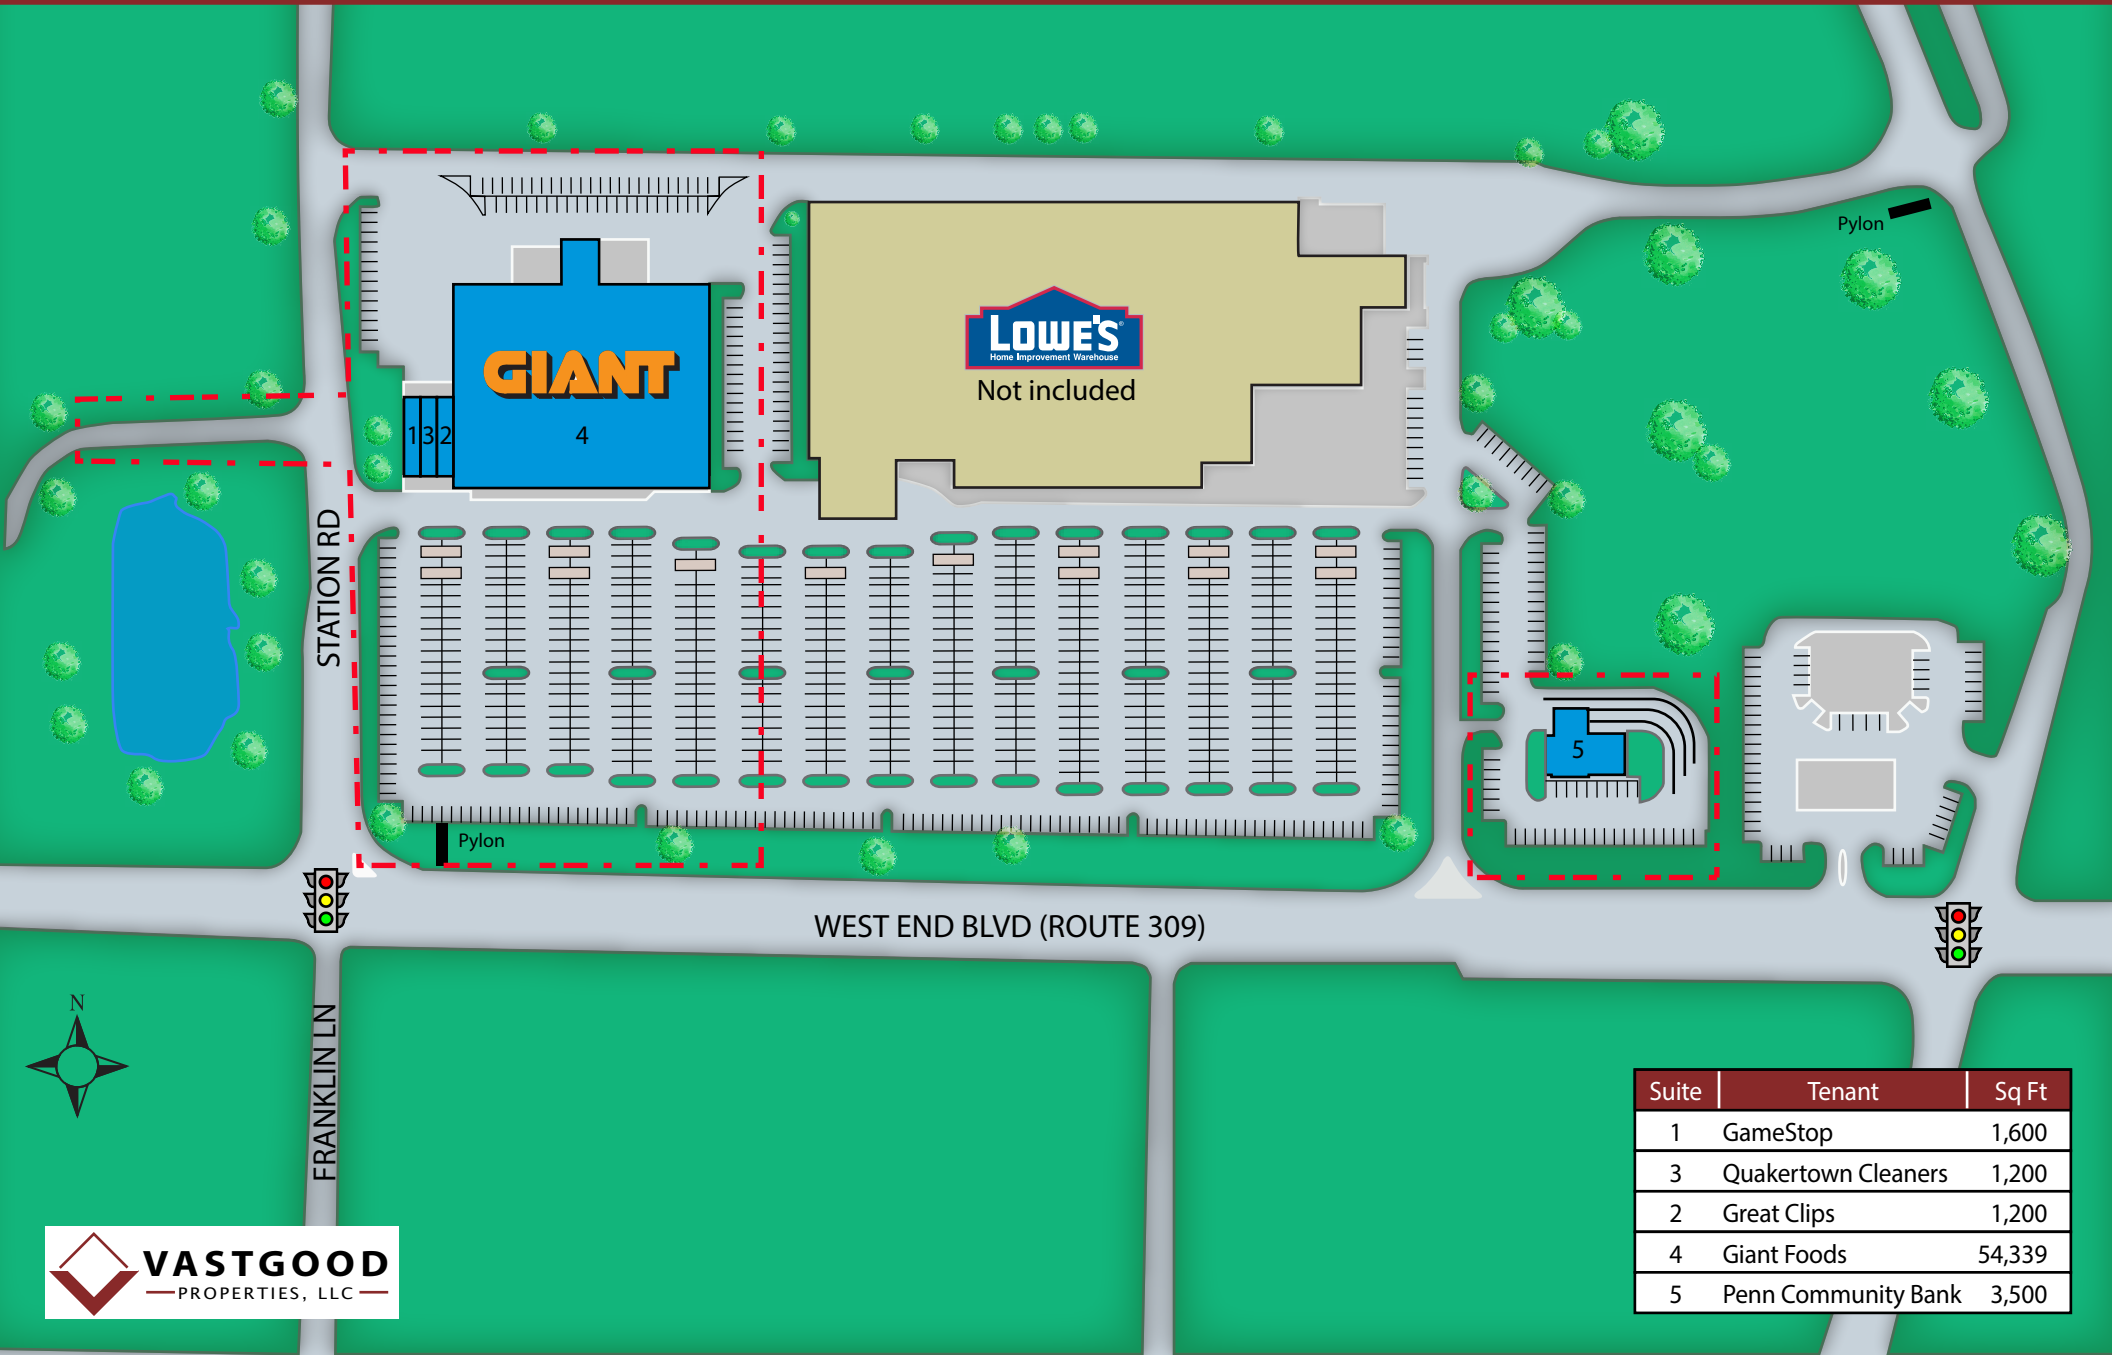 Pylon
LOWE'S®
Home Improvement Warehouse
Not included
GIANT
1 3 2
4
STATION RD
5
Pylon
WEST END BLVD (ROUTE 309)
N
FRANKLIN LN
Suite Tenant Sq Ft
1 GameStop 1,600
3 Quakertown Cleaners 1,200
2 Great Clips 1,200
4 Giant Foods 54,339
5 Penn Community Bank 3,500
VASTGOOD
PROPERTIES, LLC